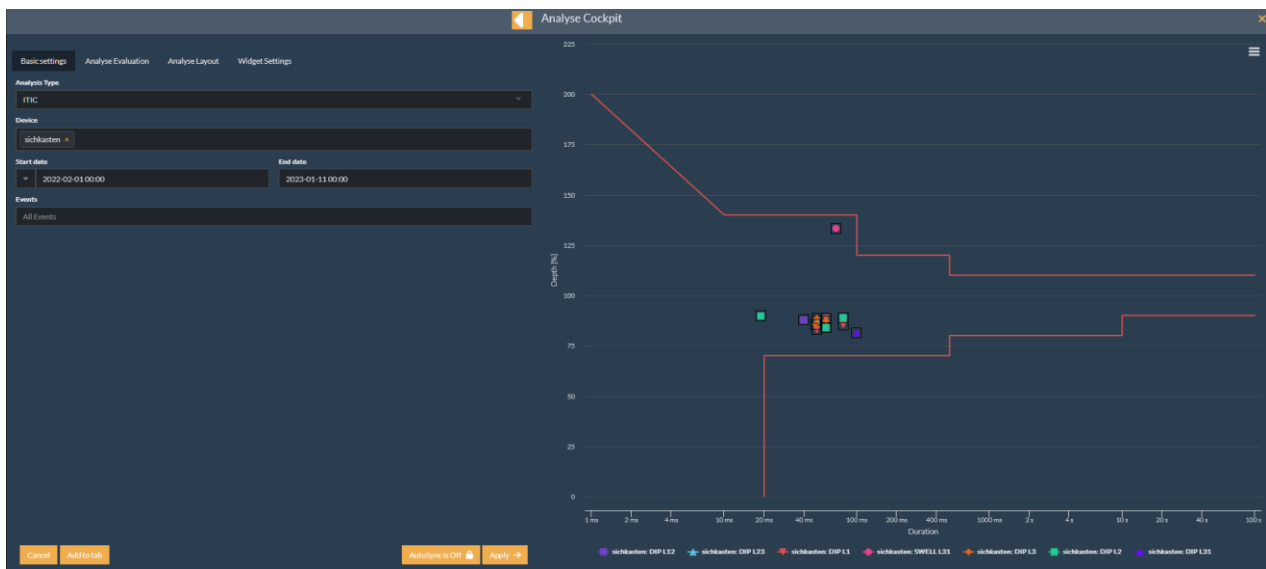 Analyse Cockpit
×
Basic settings Analyse Evaluation Analyse Layout Widget Settings
Analysis Type
ITIC
Device
sichkasten ×
Start date End date
2022-02-01 00:00 2023-01-11 00:00
Events
All Events
Cancel Add to tab AutoSync is Off Apply →
225
200
175
150
125
100
75
50
25
0
Depth [%]
1 ms 2 ms 4 ms 10 ms 20 ms 40 ms 100 ms 200 ms 400 ms 1000 ms 2 s 4 s 10 s 20 s 40 s 100 s
Duration
sichkasten: DIP L12 sichkasten: DIP L23 sichkasten: DIP L1 sichkasten: SWELL L31 sichkasten: DIP L3 sichkasten: DIP L2 sichkasten: DIP L31